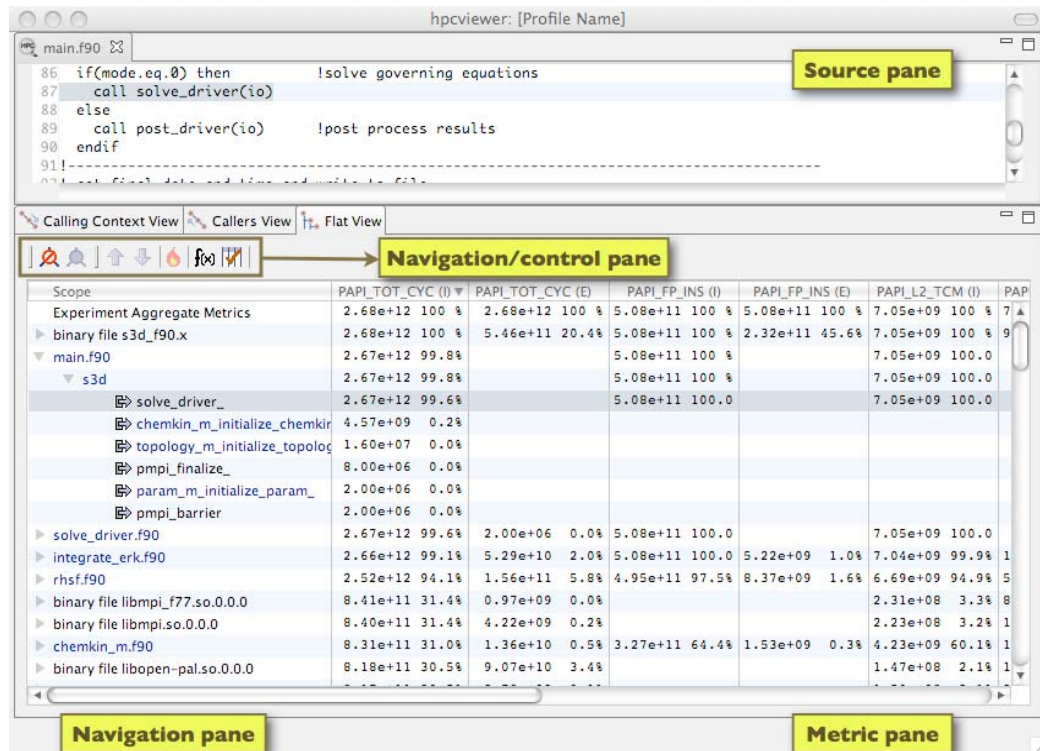 hpcviewer: [Profile Name]
main.f90
86 if(mode.eq.0) then !solve governing equations
87 call solve_driver(io)
88 else
89 call post_driver(io) !post process results
90 endif
91 !-------------------------------------------------------------------------------
Source pane
Calling Context View Callers View Flat View
f(x)
Navigation/control pane
Scope PAPI_TOT_CYC (I) PAPI_TOT_CYC (E) PAPI_FP_INS (I) PAPI_FP_INS (E) PAPI_L2_TCM (I) PAP
Experiment Aggregate Metrics 2.68e+12 100 % 2.68e+12 100 % 5.08e+11 100 % 5.08e+11 100 % 7.05e+09 100 % 7
binary file s3d_f90.x 2.68e+12 100 % 5.46e+11 20.4% 5.08e+11 100 % 2.32e+11 45.6% 7.05e+09 100 % 9
main.f90 2.67e+12 99.8% 5.08e+11 100 % 7.05e+09 100.0
s3d 2.67e+12 99.8% 5.08e+11 100 % 7.05e+09 100.0
solve_driver_ 2.67e+12 99.6% 5.08e+11 100.0 7.05e+09 100.0
chemkin_m_initialize_chemkir 4.57e+09 0.2%
topology_m_initialize_topolog 1.60e+07 0.0%
pmpi_finalize_ 8.00e+06 0.0%
param_m_initialize_param_ 2.00e+06 0.0%
pmpi_barrier 2.00e+06 0.0%
solve_driver.f90 2.67e+12 99.6% 2.00e+06 0.0% 5.08e+11 100.0 7.05e+09 100.0
integrate_erk.f90 2.66e+12 99.1% 5.29e+10 2.0% 5.08e+11 100.0 5.22e+09 1.0% 7.04e+09 99.9% 1
rhsf.f90 2.52e+12 94.1% 1.56e+11 5.8% 4.95e+11 97.5% 8.37e+09 1.6% 6.69e+09 94.9% 5
binary file libmpi_f77.so.0.0.0 8.41e+11 31.4% 0.97e+09 0.0% 2.31e+08 3.3% 8
binary file libmpi.so.0.0.0 8.40e+11 31.4% 4.22e+09 0.2% 2.23e+08 3.2% 1
chemkin_m.f90 8.31e+11 31.0% 1.36e+10 0.5% 3.27e+11 64.4% 1.53e+09 0.3% 4.23e+09 60.1% 1
binary file libopen-pal.so.0.0.0 8.18e+11 30.5% 9.07e+10 3.4% 1.47e+08 2.1% 1
Navigation pane
Metric pane